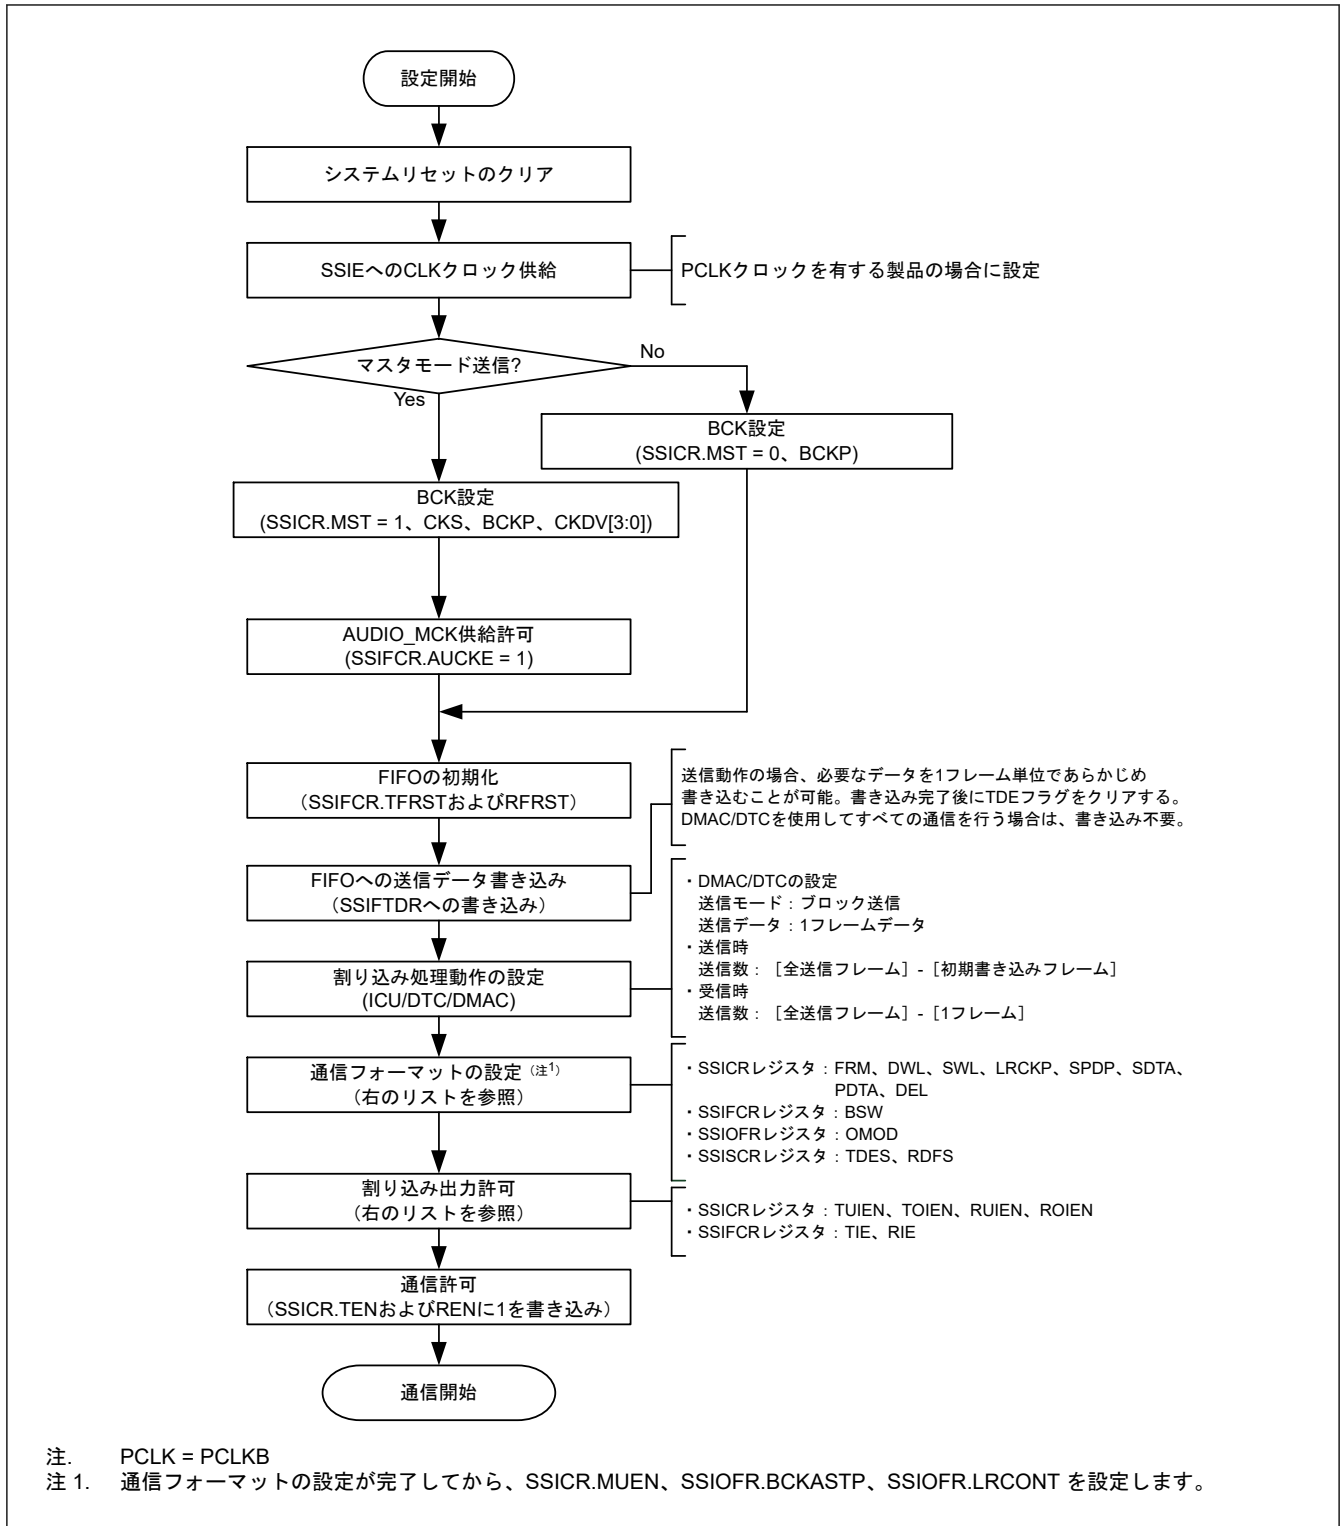 設定開始
システムリセットのクリア
SSIEへのCLKクロック供給
PCLKクロックを有する製品の場合に設定
マスタモード送信?
No
Yes
BCK設定
(SSICR.MST = 0、BCKP)
BCK設定
(SSICR.MST = 1、CKS、BCKP、CKDV[3:0])
AUDIO_MCK供給許可
(SSIFCR.AUCKE = 1)
FIFOの初期化
（SSIFCR.TFRSTおよびRFRST）
送信動作の場合、必要なデータを1フレーム単位であらかじめ
書き込むことが可能。書き込み完了後にTDEフラグをクリアする。
DMAC/DTCを使用してすべての通信を行う場合は、書き込み不要。
FIFOへの送信データ書き込み
（SSIFTDRへの書き込み）
・DMAC/DTCの設定
送信モード：ブロック送信
送信データ：1フレームデータ
・送信時
送信数：［全送信フレーム］-［初期書き込みフレーム］
・受信時
送信数：［全送信フレーム］-［1フレーム］
割り込み処理動作の設定
(ICU/DTC/DMAC)
通信フォーマットの設定（注1）
（右のリストを参照）
・SSICRレジスタ：FRM、DWL、SWL、LRCKP、SPDP、SDTA、
PDTA、DEL
・SSIFCRレジスタ：BSW
・SSIOFRレジスタ：OMOD
・SSISCRレジスタ：TDES、RDFS
割り込み出力許可
（右のリストを参照）
・SSICRレジスタ：TUIEN、TOIEN、RUIEN、ROIEN
・SSIFCRレジスタ：TIE、RIE
通信許可
（SSICR.TENおよびRENに1を書き込み）
通信開始
注. PCLK = PCLKB
注 1. 通信フォーマットの設定が完了してから、SSICR.MUEN、SSIOFR.BCKASTP、SSIOFR.LRCONT を設定します。